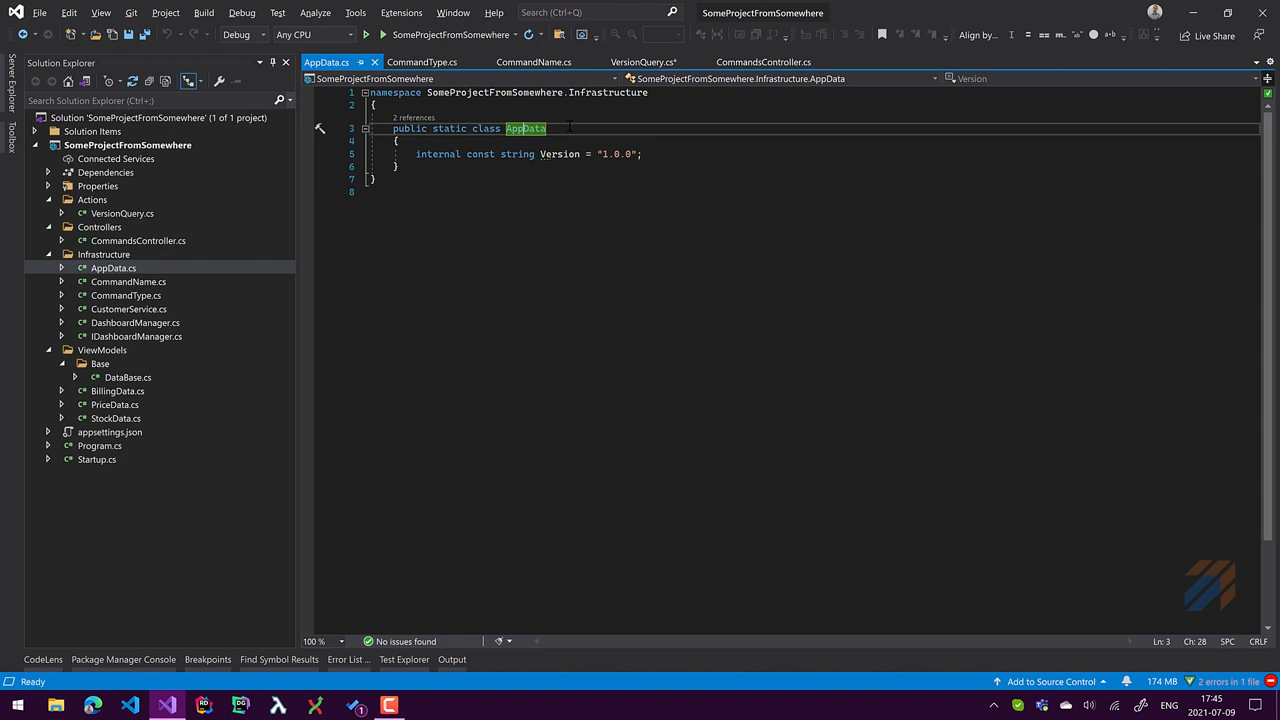 File Edit View Git Project Build Debug Test Analyze Tools Extensions Window Help Search (Ctrl+Q) SomeProjectFromSomewhere
Debug Any CPU SomeProjectFromSomewhere Align by... Live Share
Server Explorer
Toolbox
Solution Explorer
Search Solution Explorer (Ctrl+;)
Solution 'SomeProjectFromSomewhere' (1 of 1 project)
Solution Items
SomeProjectFromSomewhere
Connected Services
Dependencies
Properties
Actions
VersionQuery.cs
Controllers
CommandsController.cs
Infrastructure
AppData.cs
CommandName.cs
CommandType.cs
CustomerService.cs
DashboardManager.cs
IDashboardManager.cs
ViewModels
Base
DataBase.cs
BillingData.cs
PriceData.cs
StockData.cs
appsettings.json
Program.cs
Startup.cs
AppData.cs CommandType.cs CommandName.cs VersionQuery.cs* CommandsController.cs
SomeProjectFromSomewhere SomeProjectFromSomewhere.Infrastructure.AppData Version
1 namespace SomeProjectFromSomewhere.Infrastructure
2 {
2 references
3 public static class AppData
4 {
5 internal const string Version = "1.0.0";
6 }
7 }
8
100 % No issues found Ln: 3 Ch: 28 SPC CRLF
CodeLens Package Manager Console Breakpoints Find Symbol Results Error List ... Test Explorer Output
Ready Add to Source Control 174 MB 2 errors in 1 file
ENG 17:45
2021-07-09